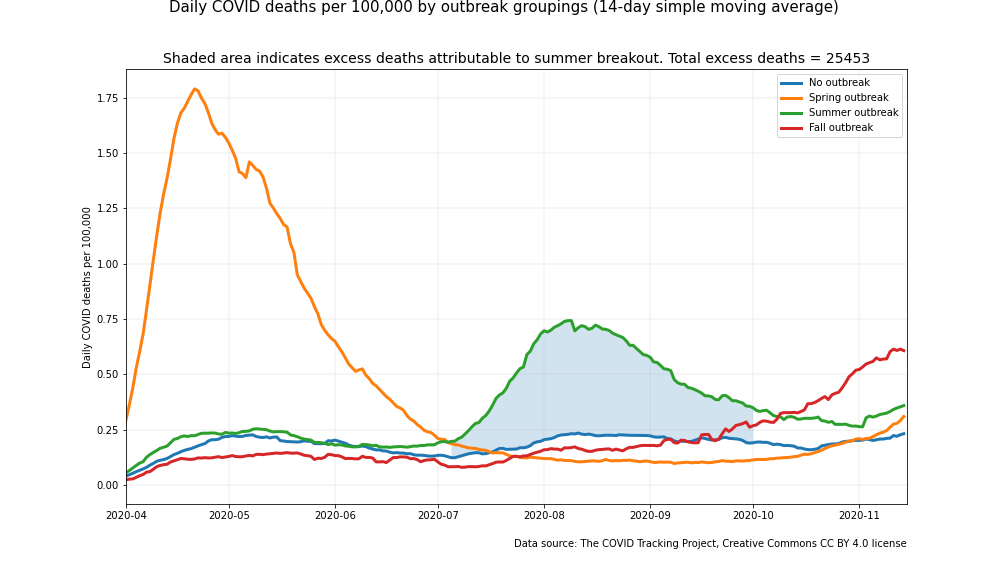 Daily COVID deaths per 100,000 by outbreak groupings (14-day simple moving average)
Shaded area indicates excess deaths attributable to summer breakout. Total excess deaths = 25453
No outbreak
Spring outbreak
Summer outbreak
Fall outbreak
Daily COVID deaths per 100,000
1.75
1.50
1.25
1.00
0.75
0.50
0.25
0.00
2020-04 2020-05 2020-06 2020-07 2020-08 2020-09 2020-10 2020-11
Data source: The COVID Tracking Project, Creative Commons CC BY 4.0 license